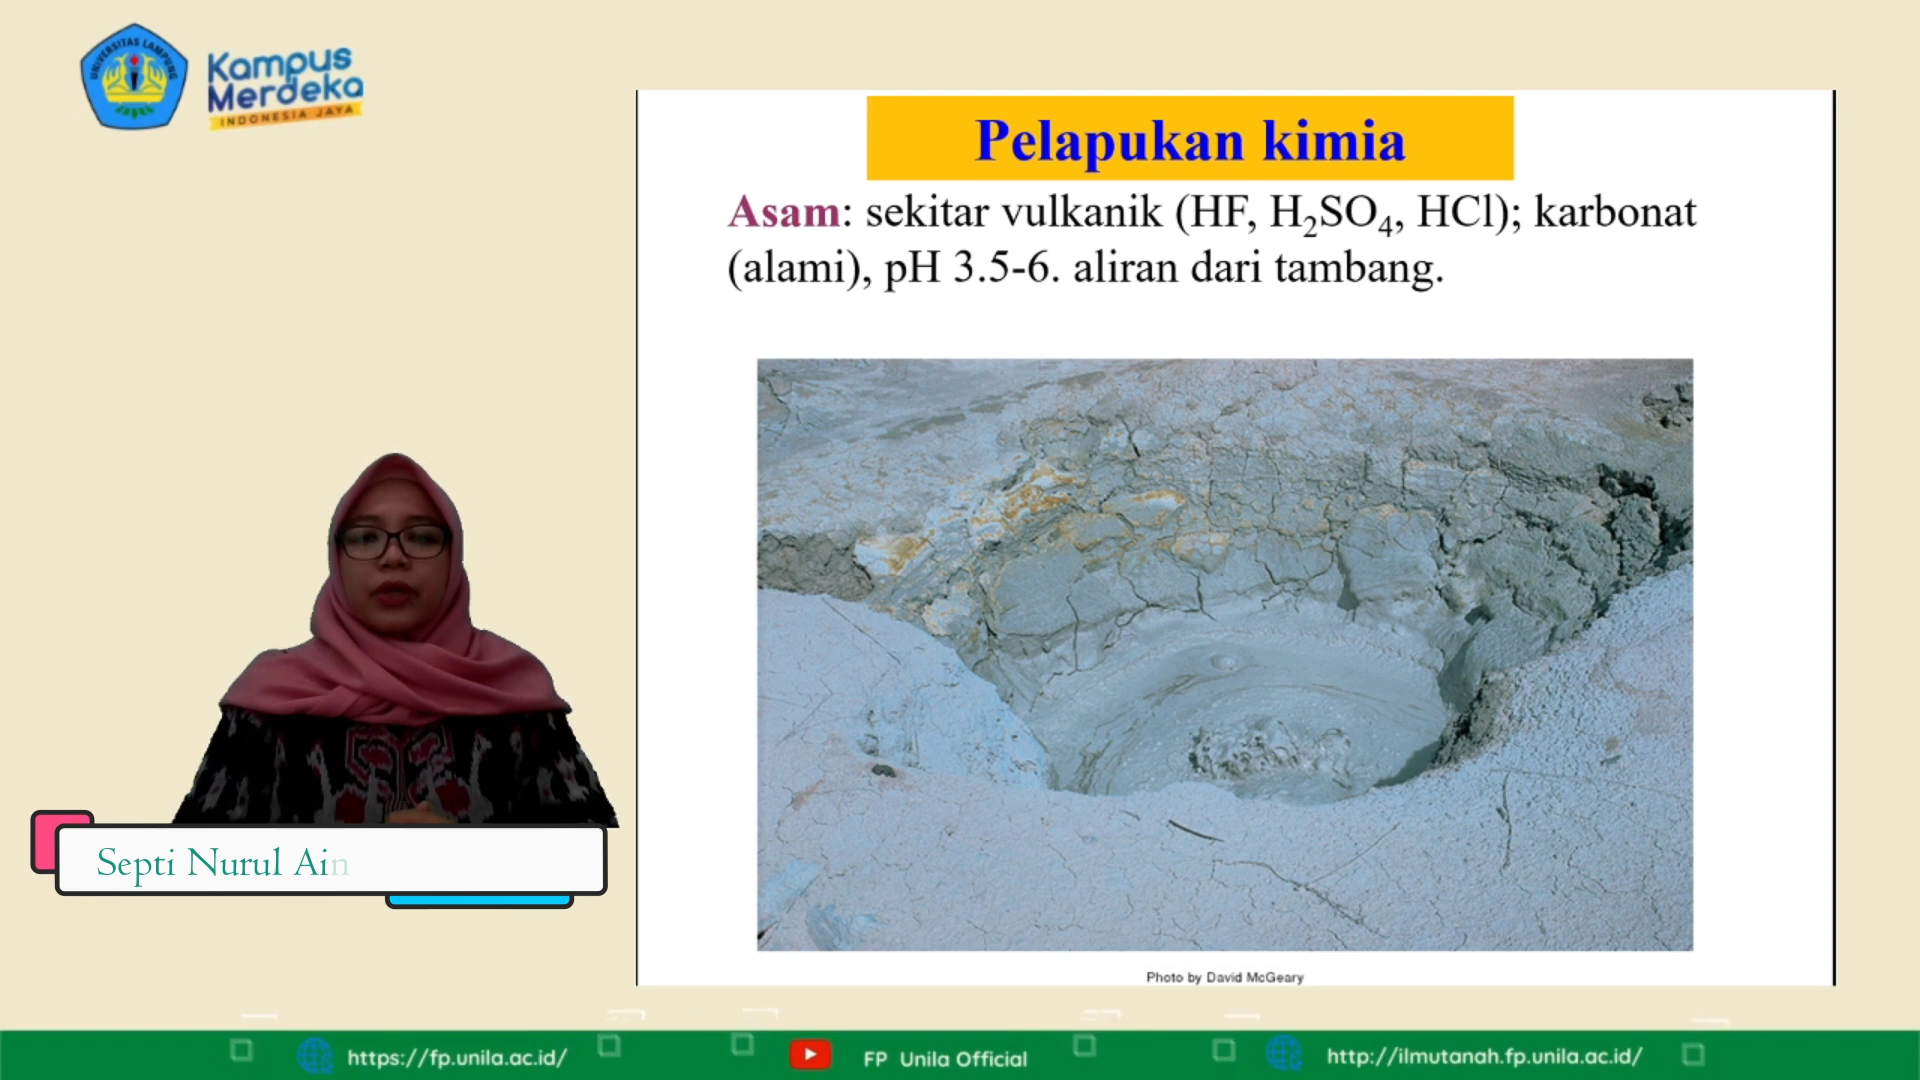 UNIVERSITAS LAMPUNG
Kampus
Merdeka
INDONESIA JAYA
Pelapukan kimia
Asam: sekitar vulkanik (HF, H₂SO₄, HCl); karbonat
(alami), pH 3.5-6. aliran dari tambang.
Photo by David McGeary
Septi Nurul Ain
https://fp.unila.ac.id/
FP Unila Official
http://ilmutanah.fp.unila.ac.id/